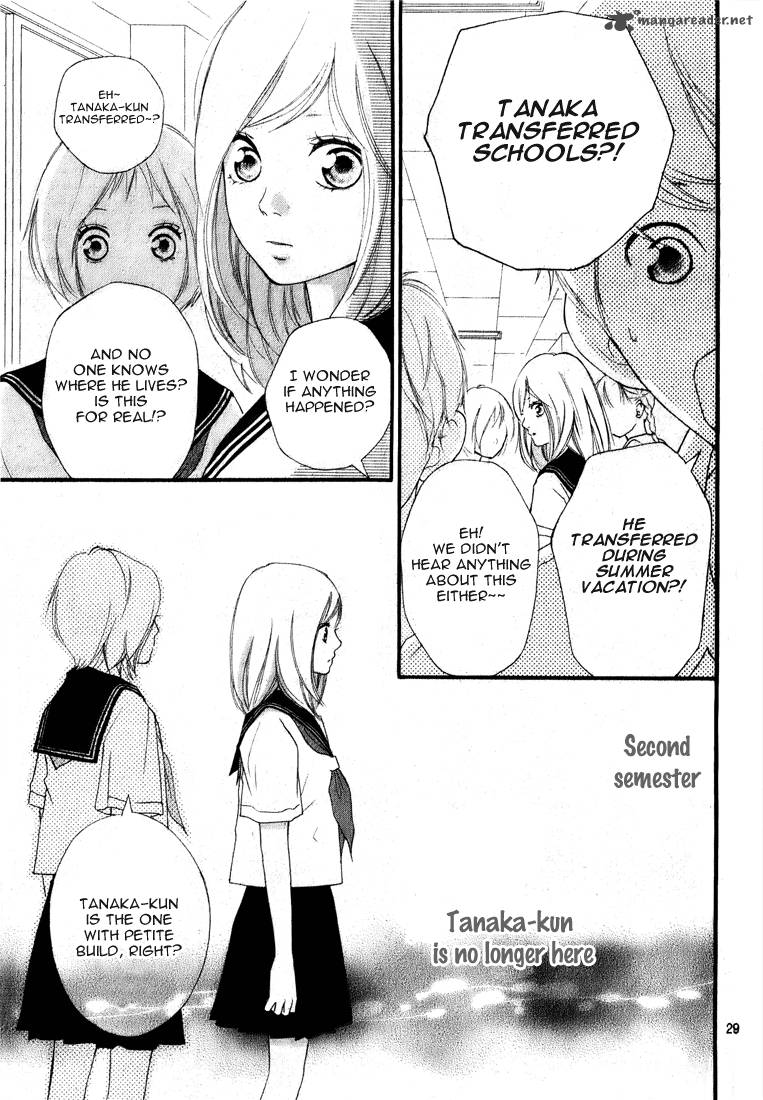 mangareader.net
TANAKA
TRANSFERRED
SCHOOLS?!
HE
TRANSFERRED
DURING
SUMMER
VACATION?!
EH!
WE DIDN'T
HEAR ANYTHING
ABOUT THIS
EITHER~~
EH~
TANAKA-KUN
TRANSFERRED~?
I WONDER
IF ANYTHING
HAPPENED?
AND NO
ONE KNOWS
WHERE HE LIVES?
IS THIS
FOR REAL!?
Second
semester
Tanaka-kun
is no longer here
TANAKA-KUN
IS THE ONE
WITH PETITE
BUILD, RIGHT?
29